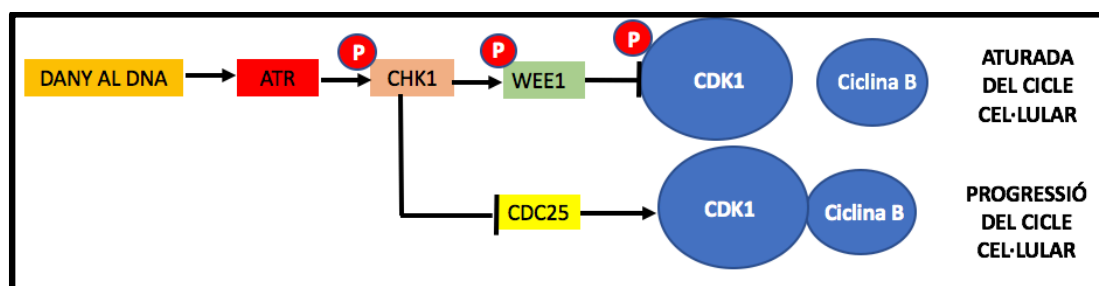 P
P
P
DANY AL DNA
ATR
CHK1
WEE1
CDK1
Ciclina B
ATURADA
DEL CICLE
CEL·LULAR
CDC25
CDK1
Ciclina B
PROGRESSIÓ
DEL CICLE
CEL·LULAR